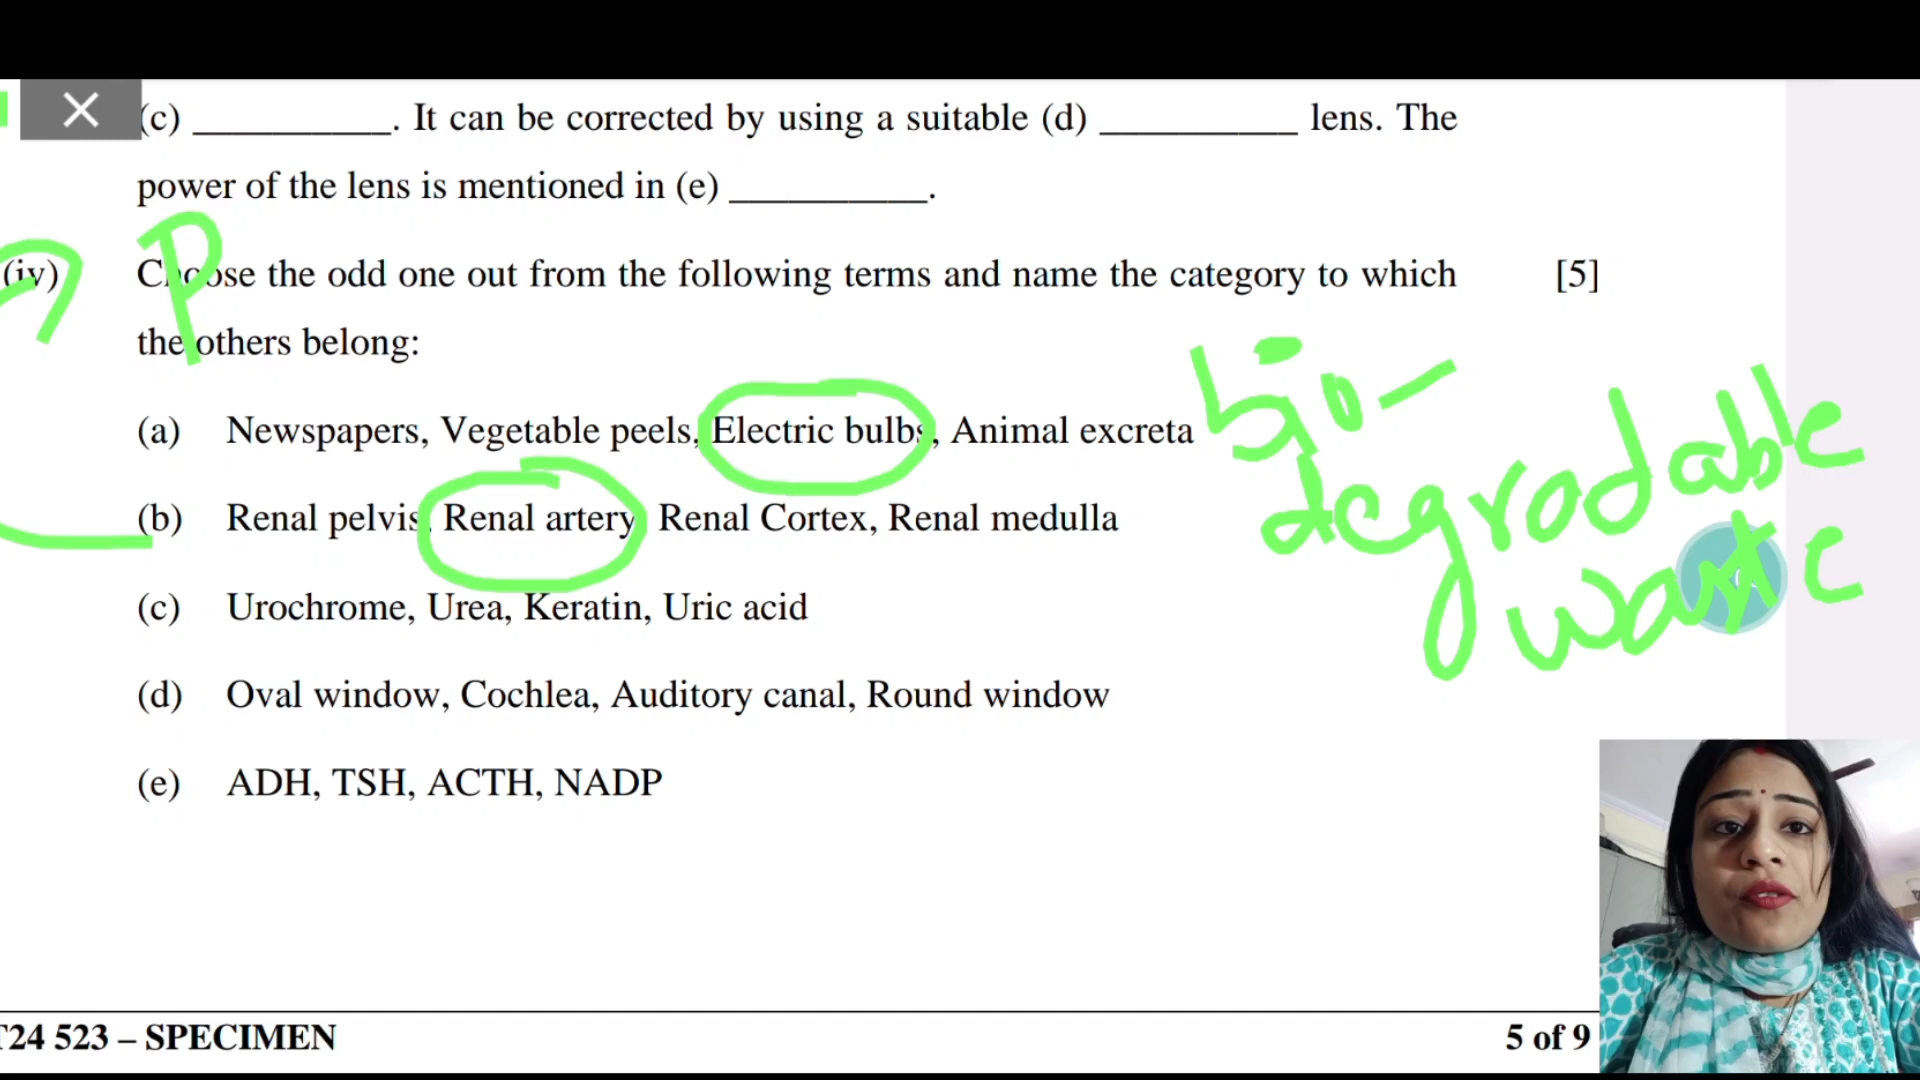 (c) __________. It can be corrected by using a suitable (d) __________ lens. The
power of the lens is mentioned in (e) __________.
P
(iv) Choose the odd one out from the following terms and name the category to which [5]
the others belong:
(a) Newspapers, Vegetable peels, Electric bulbs, Animal excreta
bio-
degradable
waste
(b) Renal pelvis, Renal artery, Renal Cortex, Renal medulla
(c) Urochrome, Urea, Keratin, Uric acid
(d) Oval window, Cochlea, Auditory canal, Round window
(e) ADH, TSH, ACTH, NADP
T24 523 – SPECIMEN 5 of 9